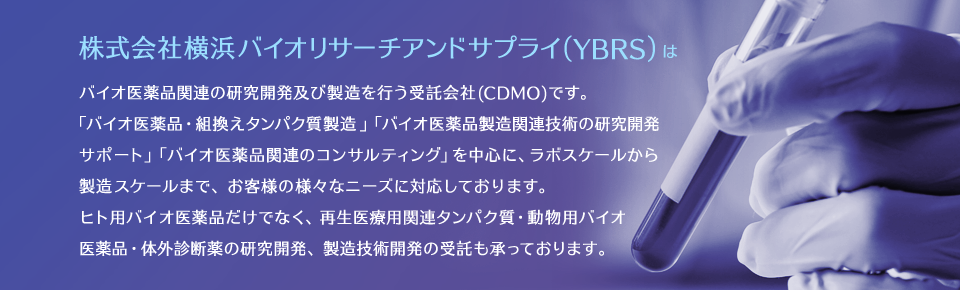 株式会社横浜バイオリサーチアンドサプライ(YBRS)は
バイオ医薬品関連の研究開発及び製造を行う受託会社(CDMO)です。
「バイオ医薬品・組換えタンパク質製造」「バイオ医薬品製造関連技術の研究開発
サポート」「バイオ医薬品関連のコンサルティング」を中心に、ラボスケールから
製造スケールまで、お客様の様々なニーズに対応しております。
ヒト用バイオ医薬品だけでなく、再生医療用関連タンパク質・動物用バイオ
医薬品・体外診断薬の研究開発、製造技術開発の受託も承っております。